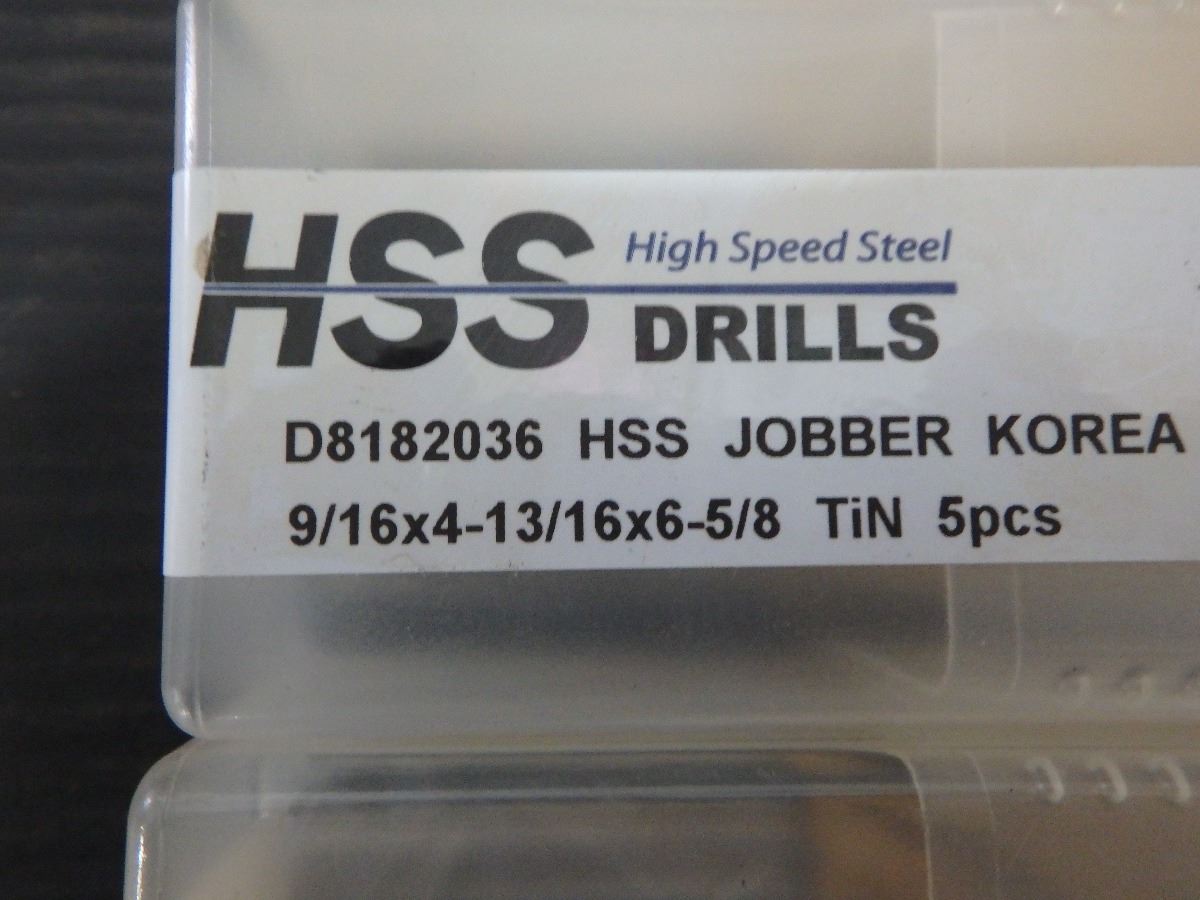 HSS High Speed Steel
DRILLS
D8182036 HSS JOBBER KOREA
9/16x4-13/16x6-5/8 TiN 5pcs